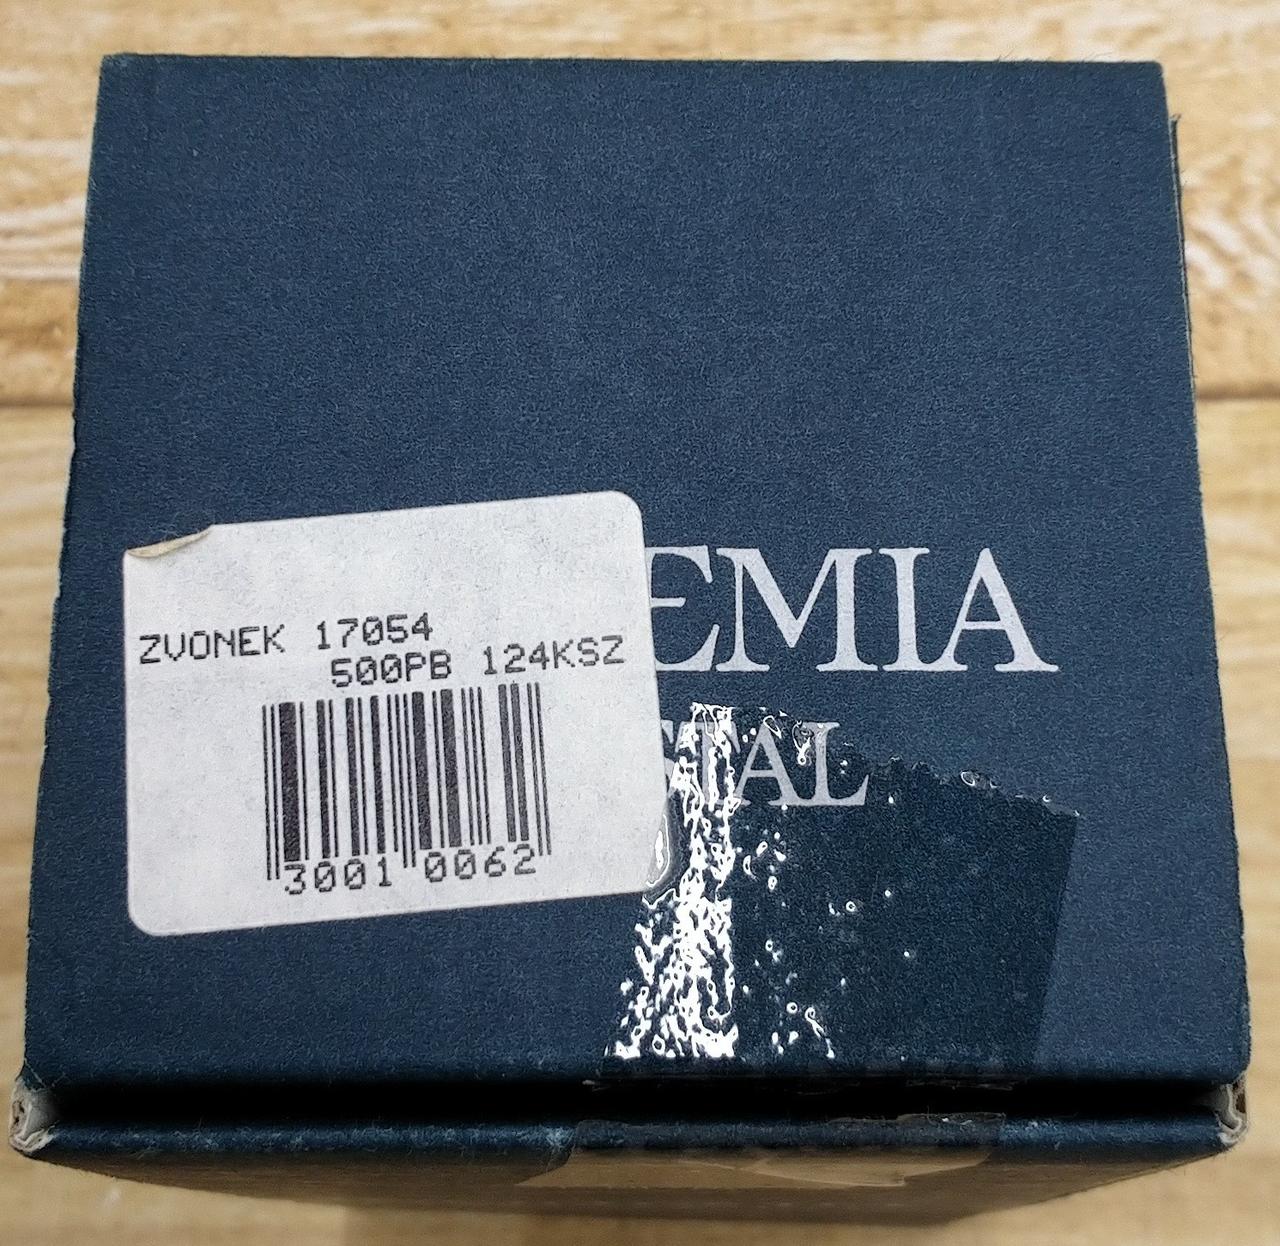 ZVONEK 17054
500PB 124KSZ
3001 0062
EMIA
STAL